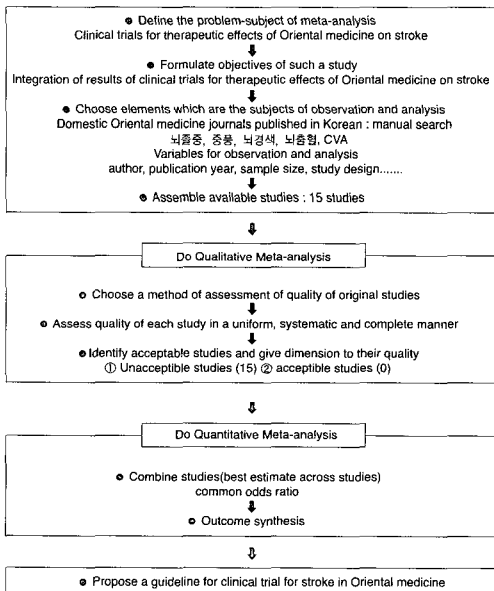 ● Define the problem-subject of meta-analysis
Clinical trials for therapeutic effects of Oriental medicine on stroke
● Formulate objectives of such a study
Integration of results of clinical trials for therapeutic effects of Oriental medicine on stroke
● Choose elements which are the subjects of observation and analysis
Domestic Oriental medicine journals published in Korean : manual search
뇌졸중, 중풍, 뇌경색, 뇌출혈, CVA
Variables for observation and analysis
author, publication year, sample size, study design.......
● Assemble available studies : 15 studies
Do Qualitative Meta-analysis
● Choose a method of assessment of quality of original studies
● Assess quality of each study in a uniform, systematic and complete manner
● Identify acceptable studies and give dimension to their quality
① Unacceptible studies (15) ② acceptible studies (0)
Do Quantitative Meta-analysis
● Combine studies(best estimate across studies)
common odds ratio
● Outcome synthesis
● Propose a guideline for clinical trial for stroke in Oriental medicine